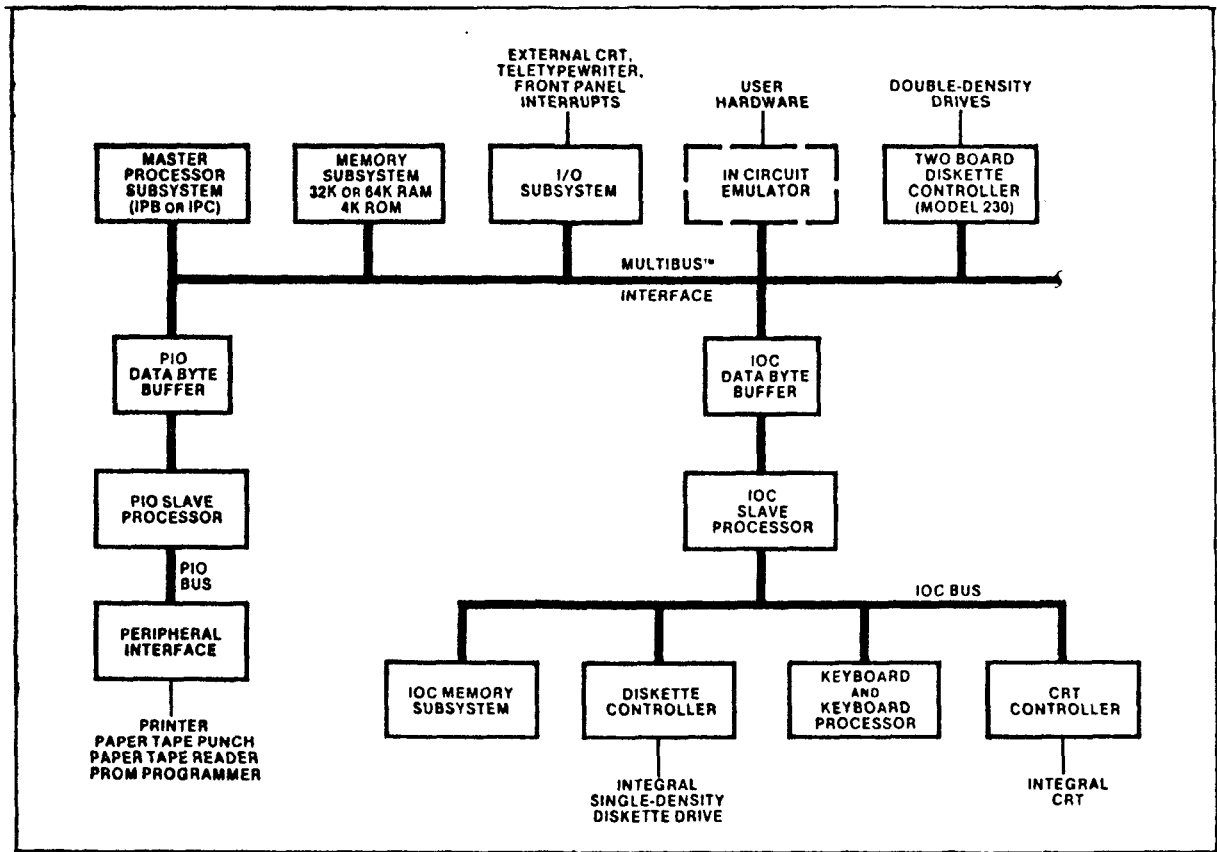 EXTERNAL CRT,
TELETYPEWRITER,
FRONT PANEL
INTERRUPTS
USER
HARDWARE
DOUBLE-DENSITY
DRIVES
MASTER
PROCESSOR
SUBSYSTEM
(IPB OR IPC)
MEMORY
SUBSYSTEM
32K OR 64K RAM
4K ROM
I/O
SUBSYSTEM
IN CIRCUIT
EMULATOR
TWO BOARD
DISKETTE
CONTROLLER
(MODEL 230)
MULTIBUS™
INTERFACE
PIO
DATA BYTE
BUFFER
IOC
DATA BYTE
BUFFER
PIO SLAVE
PROCESSOR
IOC
SLAVE
PROCESSOR
PIO
BUS
IOC BUS
PERIPHERAL
INTERFACE
IOC MEMORY
SUBSYSTEM
DISKETTE
CONTROLLER
KEYBOARD
AND
KEYBOARD
PROCESSOR
CRT
CONTROLLER
PRINTER
PAPER TAPE PUNCH
PAPER TAPE READER
PROM PROGRAMMER
INTEGRAL
SINGLE-DENSITY
DISKETTE DRIVE
INTEGRAL
CRT